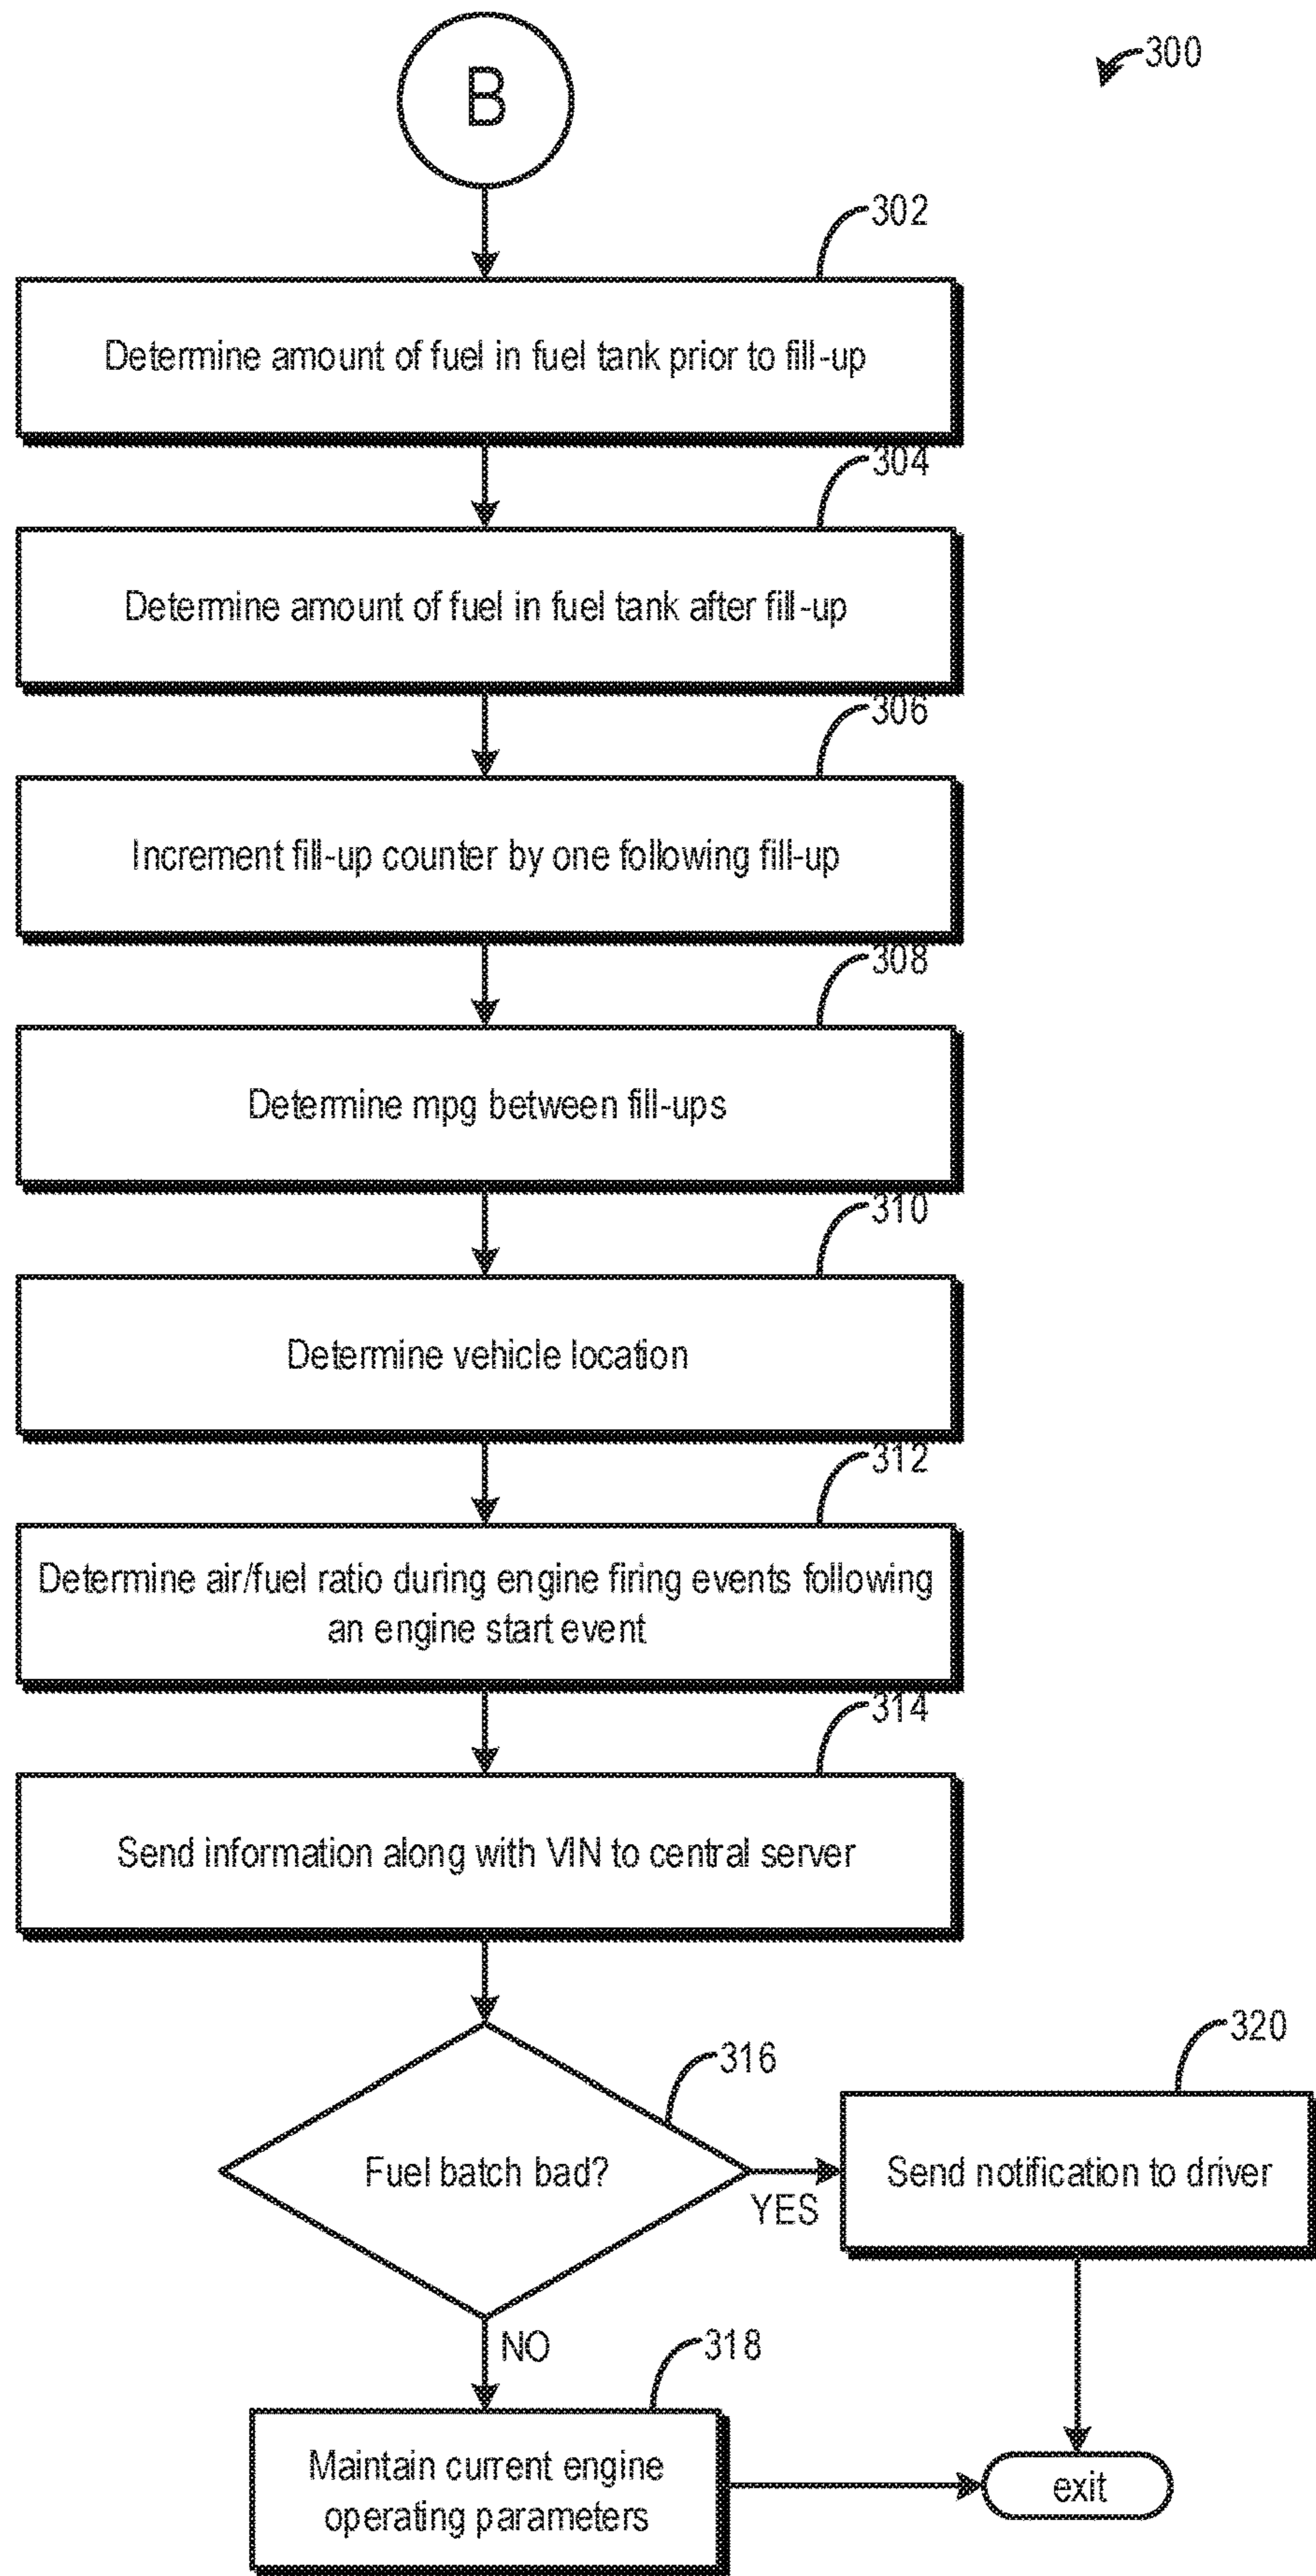 B
300
302
Determine amount of fuel in fuel tank prior to fill-up
304
Determine amount of fuel in fuel tank after fill-up
306
Increment fill-up counter by one following fill-up
308
Determine mpg between fill-ups
310
Determine vehicle location
312
Determine air/fuel ratio during engine firing events following
an engine start event
314
Send information along with VIN to central server
316
Fuel batch bad?
YES
320
Send notification to driver
NO
318
Maintain current engine
operating parameters
exit